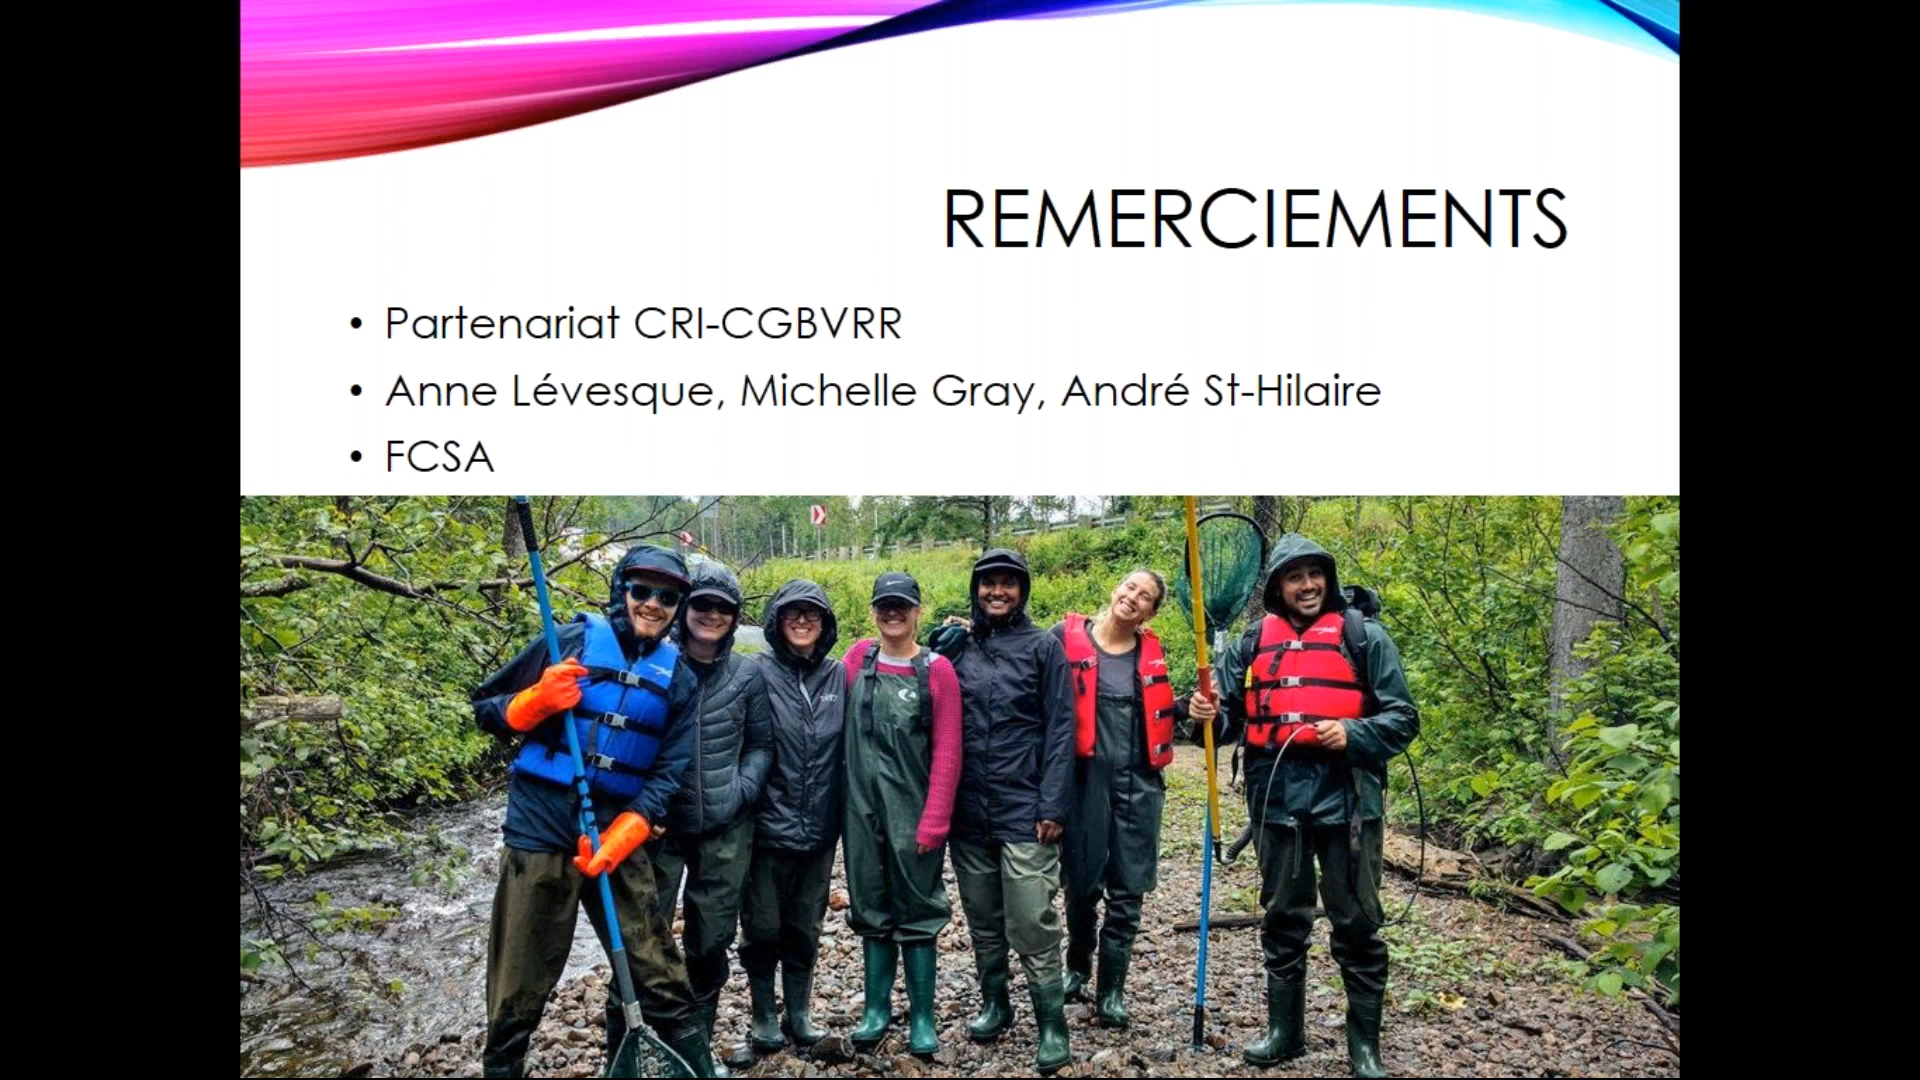 REMERCIEMENTS
• Partenariat CRI-CGBVRR
• Anne Lévesque, Michelle Gray, André St-Hilaire
• FCSA